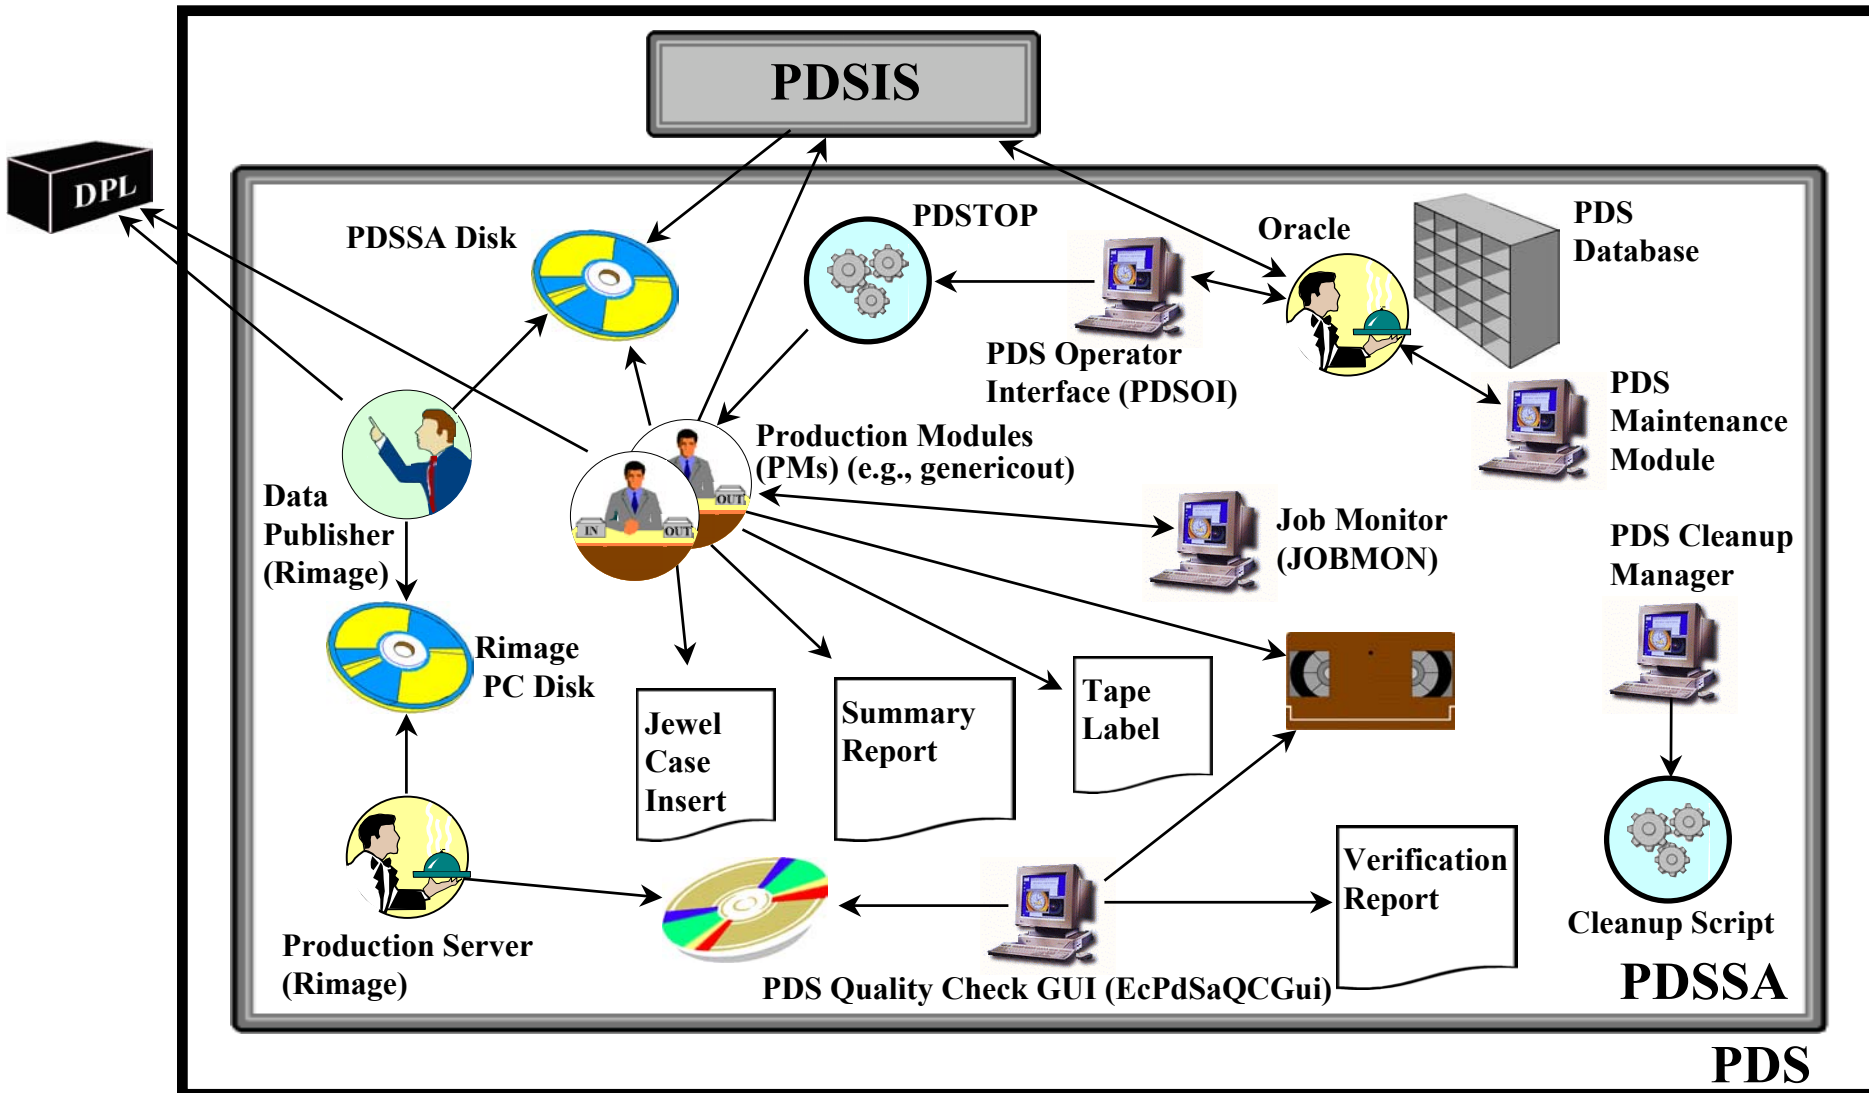 PDSIS
DPL
PDSSA Disk
PDSTOP
Oracle
PDS
Database
PDS Operator
Interface (PDSOI)
PDS
Maintenance
Module
Production Modules
(PMs) (e.g., genericout)
Data
Publisher
(Rimage)
OUT
IN
OUT
Job Monitor
(JOBMON)
PDS Cleanup
Manager
Rimage
PC Disk
Jewel
Case
Insert
Summary
Report
Tape
Label
Verification
Report
Production Server
(Rimage)
PDS Quality Check GUI (EcPdSaQCGui)
Cleanup Script
PDSSA
PDS